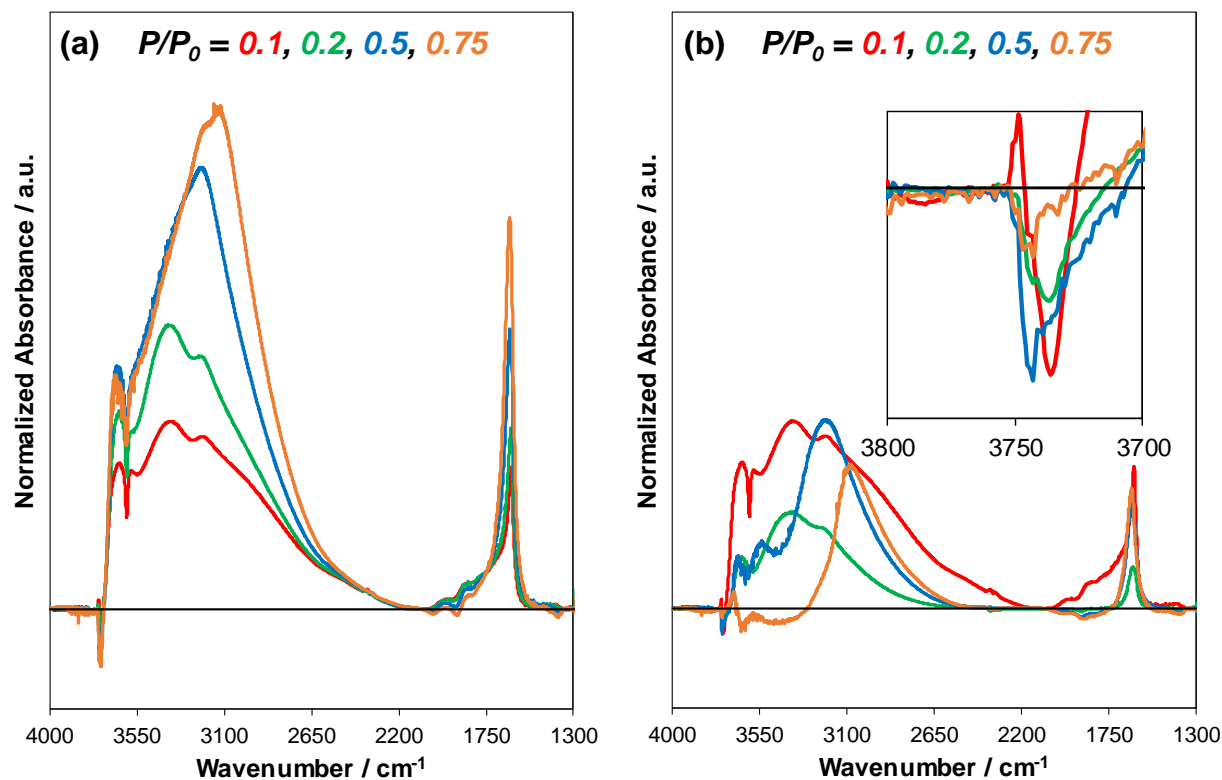 (a) P/P0 = 0.1, 0.2, 0.5, 0.75
Normalized Absorbance / a.u.
4000 3550 3100 2650 2200 1750 1300
Wavenumber / cm-1
(b) P/P0 = 0.1, 0.2, 0.5, 0.75
Normalized Absorbance / a.u.
3800 3750 3700
4000 3550 3100 2650 2200 1750 1300
Wavenumber / cm-1